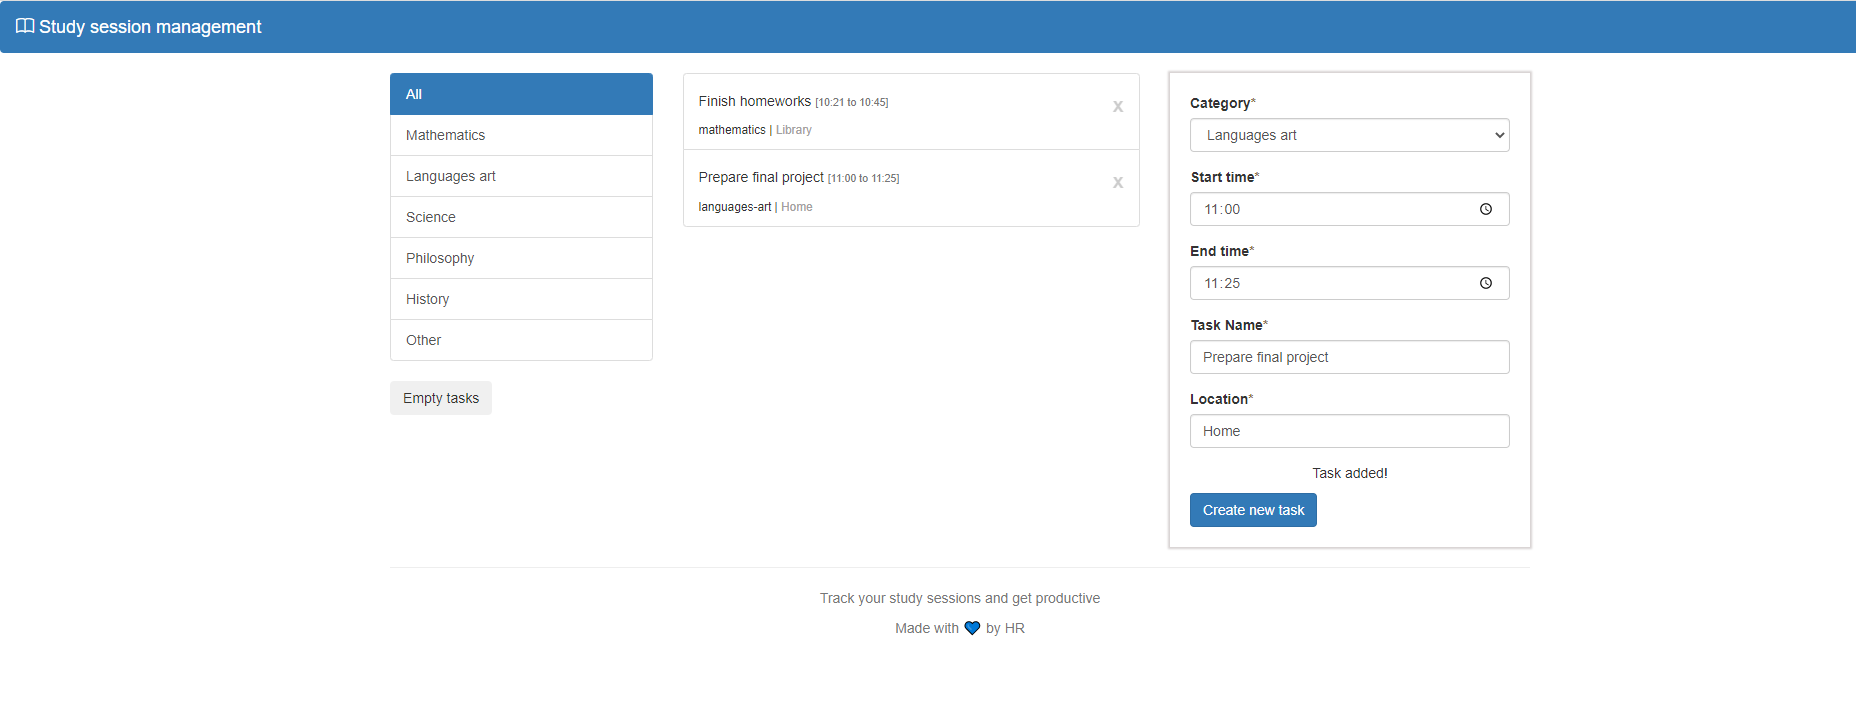 Study session management
All
Mathematics
Languages art
Science
Philosophy
History
Other
Empty tasks
Finish homeworks [10:21 to 10:45]
x
mathematics | Library
Prepare final project [11:00 to 11:25]
x
languages-art | Home
Category*
Languages art
Start time*
11:00
End time*
11:25
Task Name*
Prepare final project
Location*
Home
Task added!
Create new task
Track your study sessions and get productive
Made with 💙 by HR